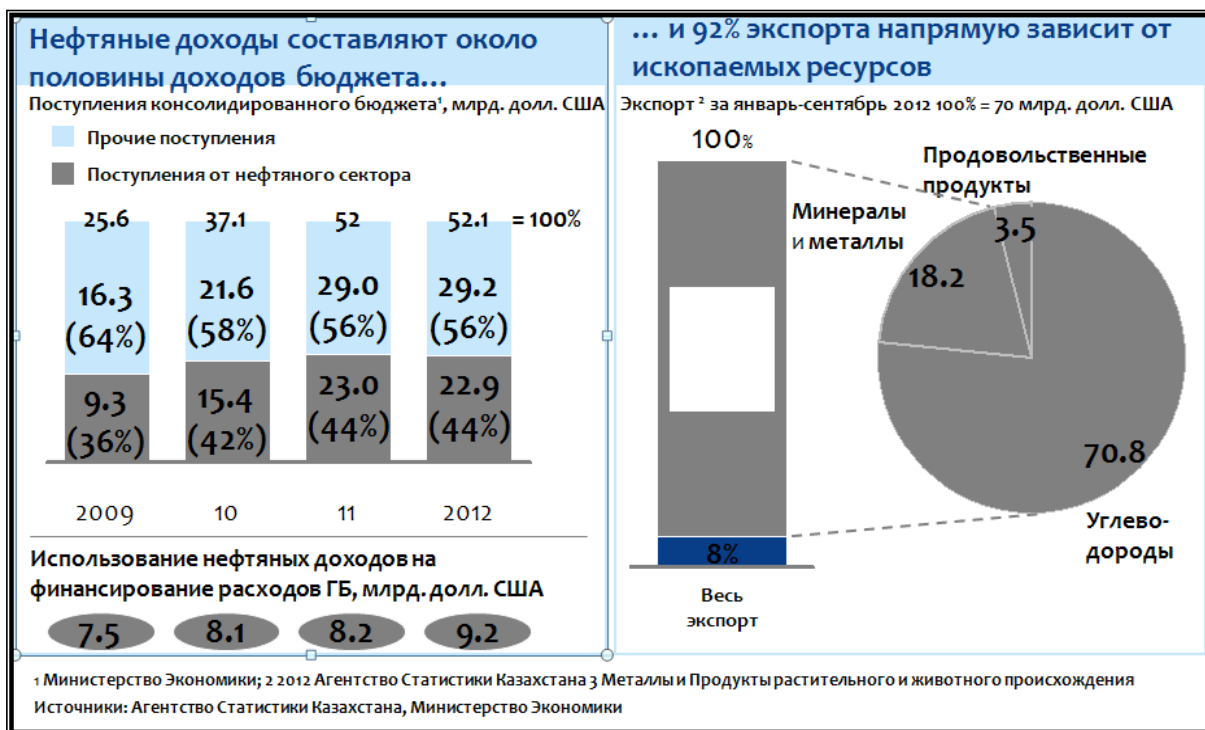 Нефтяные доходы составляют около
половины доходов бюджета...
Поступления консолидированного бюджета¹, млрд. долл. США
Прочие поступления
Поступления от нефтяного сектора
25.6 37.1 52 52.1 = 100%
16.3 21.6 29.0 29.2
(64%) (58%) (56%) (56%)
9.3 15.4 23.0 22.9
(36%) (42%) (44%) (44%)
2009 10 11 2012
Использование нефтяных доходов на
финансирование расходов ГБ, млрд. долл. США
7.5 8.1 8.2 9.2
... и 92% экспорта напрямую зависит от
ископаемых ресурсов
Экспорт ² за январь-сентябрь 2012 100% = 70 млрд. долл. США
100%
Продовольственные
продукты
Минералы
и металлы
3.5
18.2
70.8
Углево-
дороды
8%
Весь
экспорт
1 Министерство Экономики; 2 2012 Агентство Статистики Казахстана 3 Металлы и Продукты растительного и животного происхождения
Источники: Агентство Статистики Казахстана, Министерство Экономики